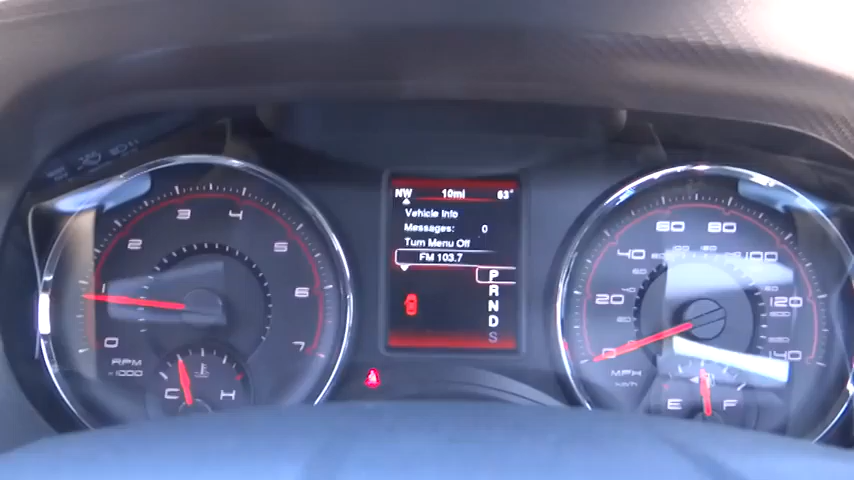 NW 10mi 63°
Vehicle Info
Messages: 0
Turn Menu Off
FM 103.7
P
R
N
D
S
0 1 2 3 4 5 6 7
RPM
x1000
C H
0 20 40 60 80 100 120 140
MPH
km/h
E F